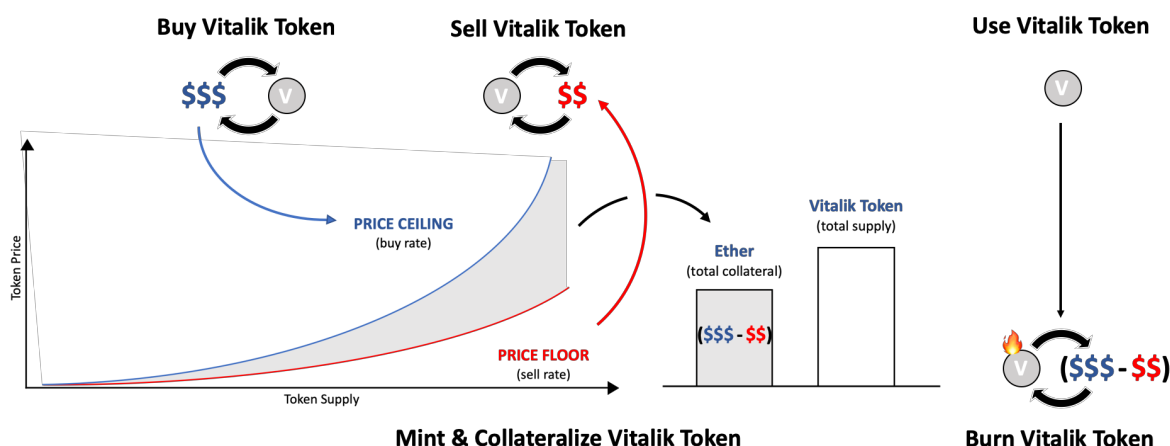 Buy Vitalik Token
Sell Vitalik Token
Use Vitalik Token
$$$
V
V
$$
V
Token Price
PRICE CEILING
(buy rate)
PRICE FLOOR
(sell rate)
Token Supply
Ether
(total collateral)
($$$ - $$)
Vitalik Token
(total supply)
V
($$$ - $$)
Mint & Collateralize Vitalik Token
Burn Vitalik Token